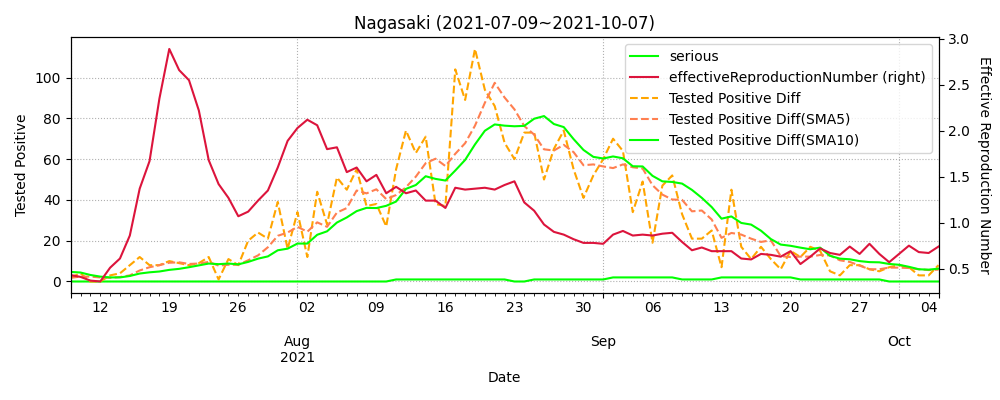 Nagasaki (2021-07-09~2021-10-07)
serious
effectiveReproductionNumber (right)
Tested Positive Diff
Tested Positive Diff(SMA5)
Tested Positive Diff(SMA10)
Tested Positive
100
80
60
40
20
0
3.0
2.5
2.0
1.5
1.0
0.5
Effective Reproduction Number
12 19 26 02 09 16 23 30 06 13 20 27 04
Aug Sep Oct
2021
Date